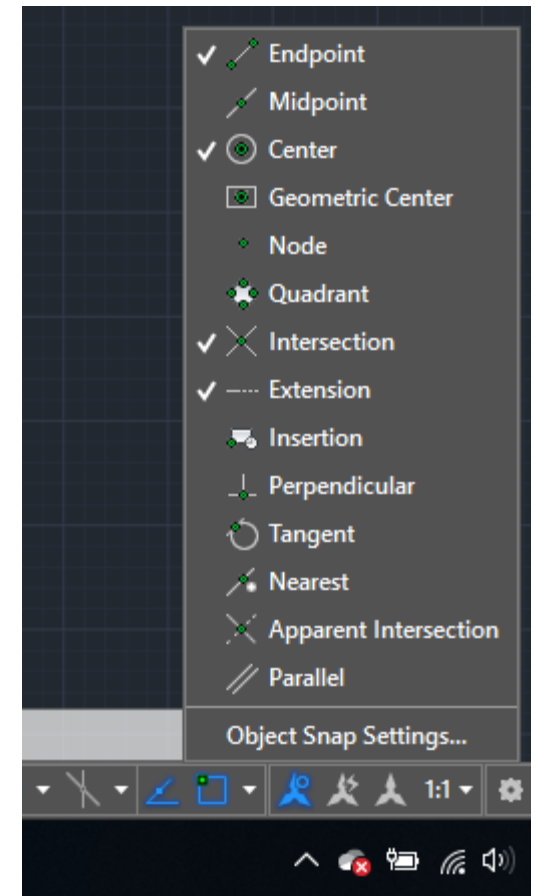 Endpoint
Midpoint
Center
Geometric Center
Node
Quadrant
Intersection
Extension
Insertion
Perpendicular
Tangent
Nearest
Apparent Intersection
Parallel
Object Snap Settings...
1:1